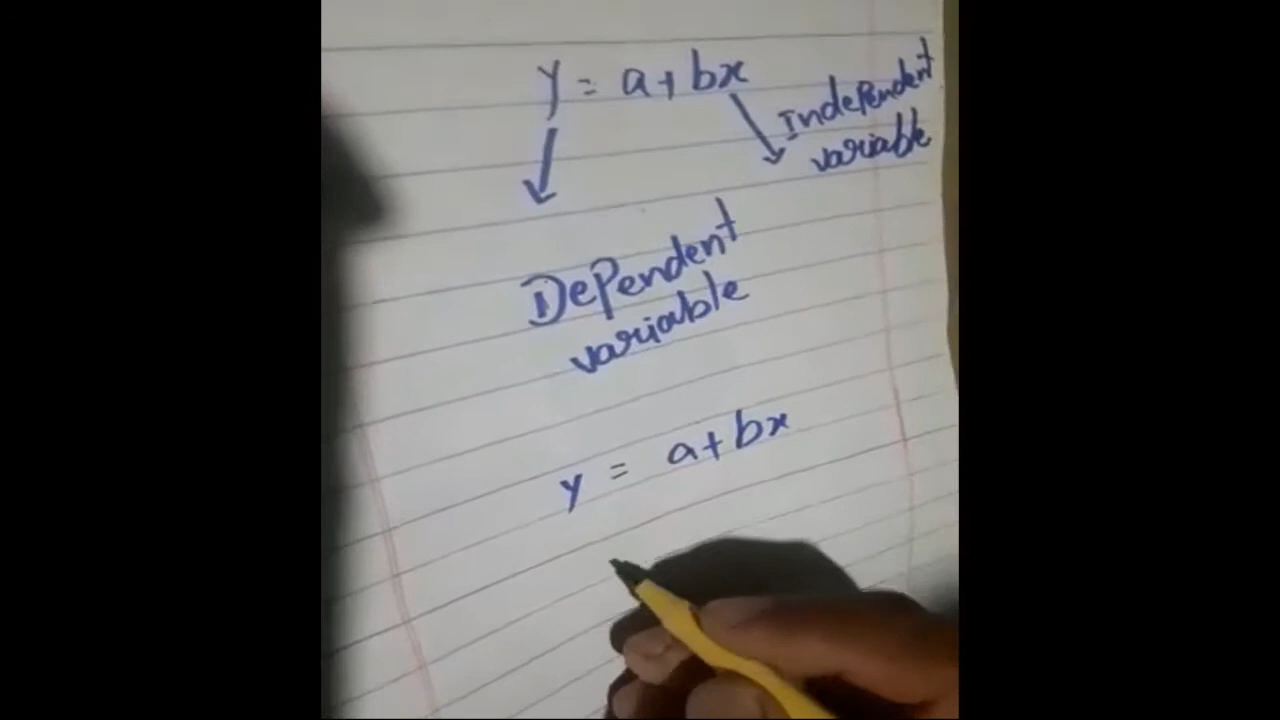 y = a + bx
Independent
variable
Dependent
variable
y = a + bx